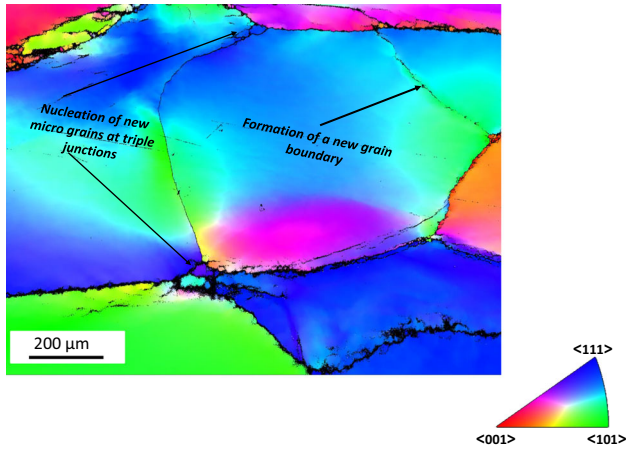 Nucleation of new
micro grains at triple
junctions
Formation of a new grain
boundary
200 µm
<111>
<001>
<101>